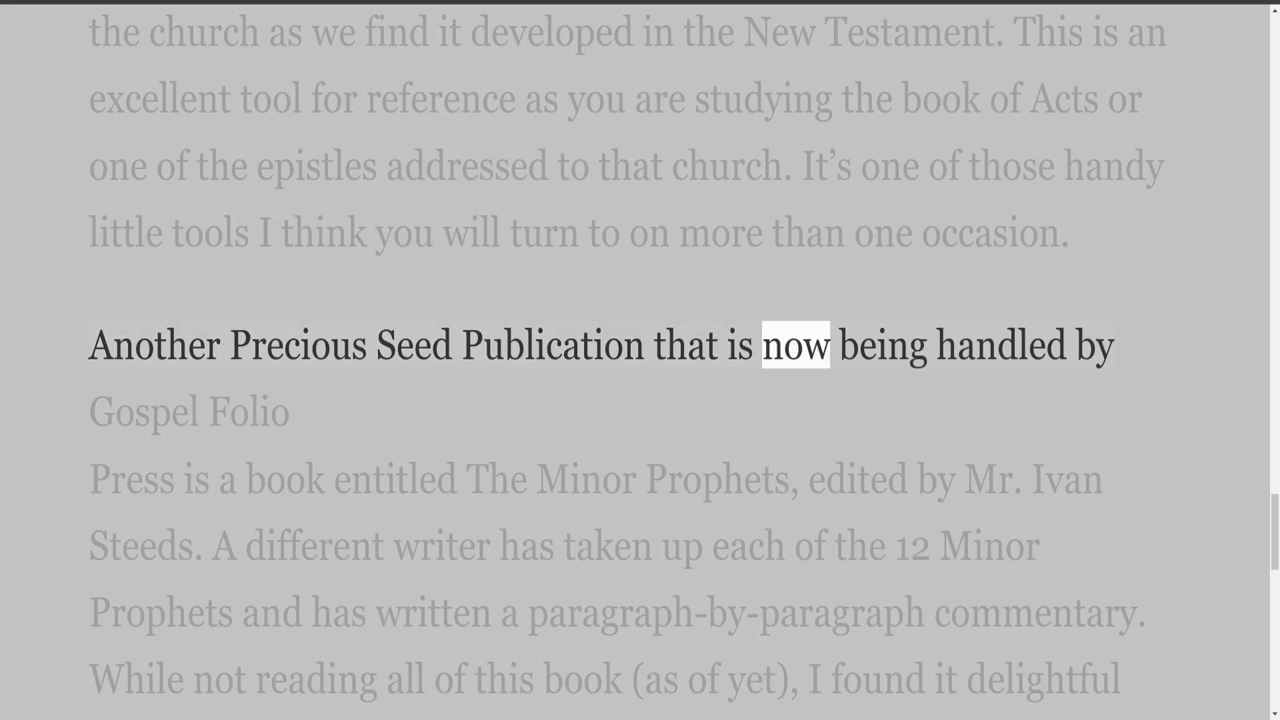 the church as we find it developed in the New Testament. This is an
excellent tool for reference as you are studying the book of Acts or
one of the epistles addressed to that church. It’s one of those handy
little tools I think you will turn to on more than one occasion.
Another Precious Seed Publication that is now being handled by
Gospel Folio
Press is a book entitled The Minor Prophets, edited by Mr. Ivan
Steeds. A different writer has taken up each of the 12 Minor
Prophets and has written a paragraph-by-paragraph commentary.
While not reading all of this book (as of yet), I found it delightful